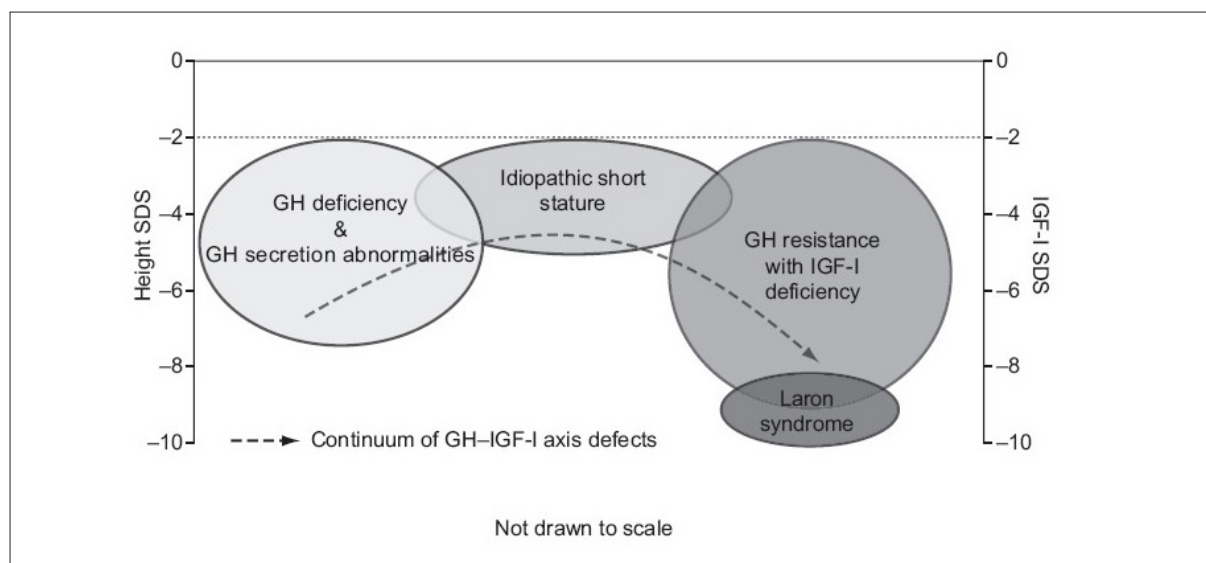 0
–2
–4
–6
–8
–10
Height SDS
GH deficiency
&
GH secretion abnormalities
Idiopathic short
stature
GH resistance
with IGF-I
deficiency
Laron
syndrome
0
–2
–4
–6
–8
–10
IGF-I SDS
Continuum of GH–IGF-I axis defects
Not drawn to scale